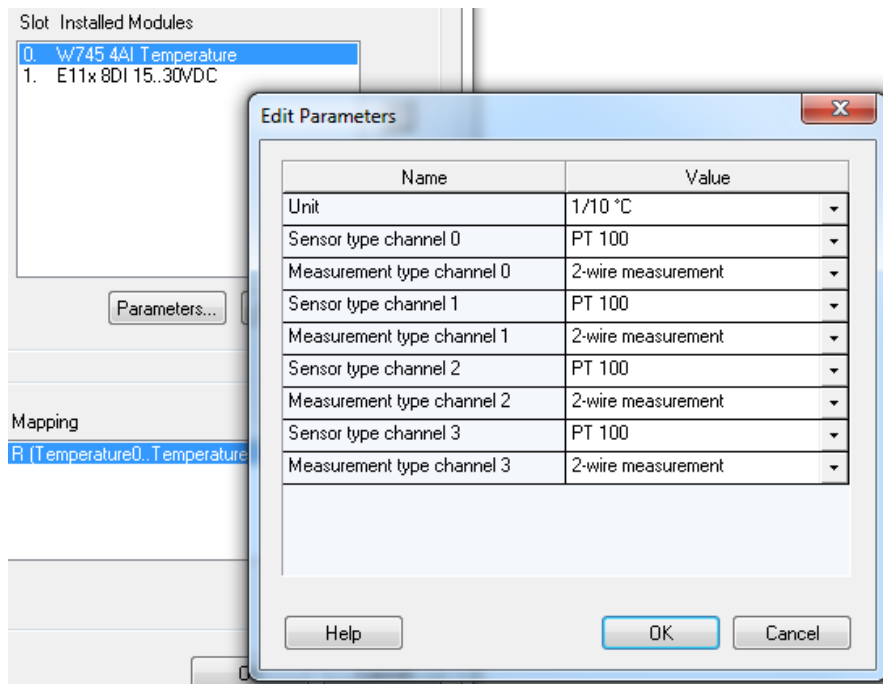 Slot Installed Modules
0. W745 4AI Temperature
1. E11x 8DI 15..30VDC
Parameters...
Mapping
R (Temperature0..Temperature
Edit Parameters
Name Value
Unit 1/10 °C
Sensor type channel 0 PT 100
Measurement type channel 0 2-wire measurement
Sensor type channel 1 PT 100
Measurement type channel 1 2-wire measurement
Sensor type channel 2 PT 100
Measurement type channel 2 2-wire measurement
Sensor type channel 3 PT 100
Measurement type channel 3 2-wire measurement
Help OK Cancel